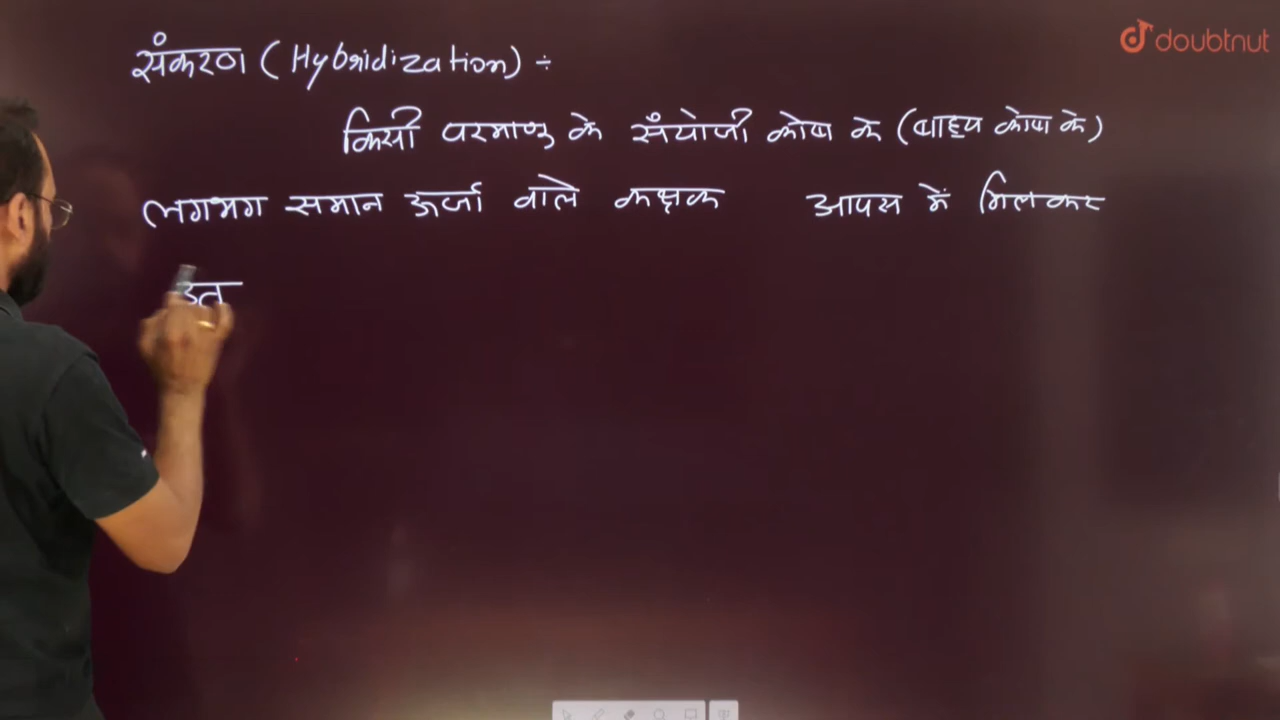 doubtnut
संकरण (Hybridization) ÷
किसी परमाणु के संयोजी कोष के (बाह्य कोष के)
लगभग समान ऊर्जा वाले कक्षक आपस में मिलकर